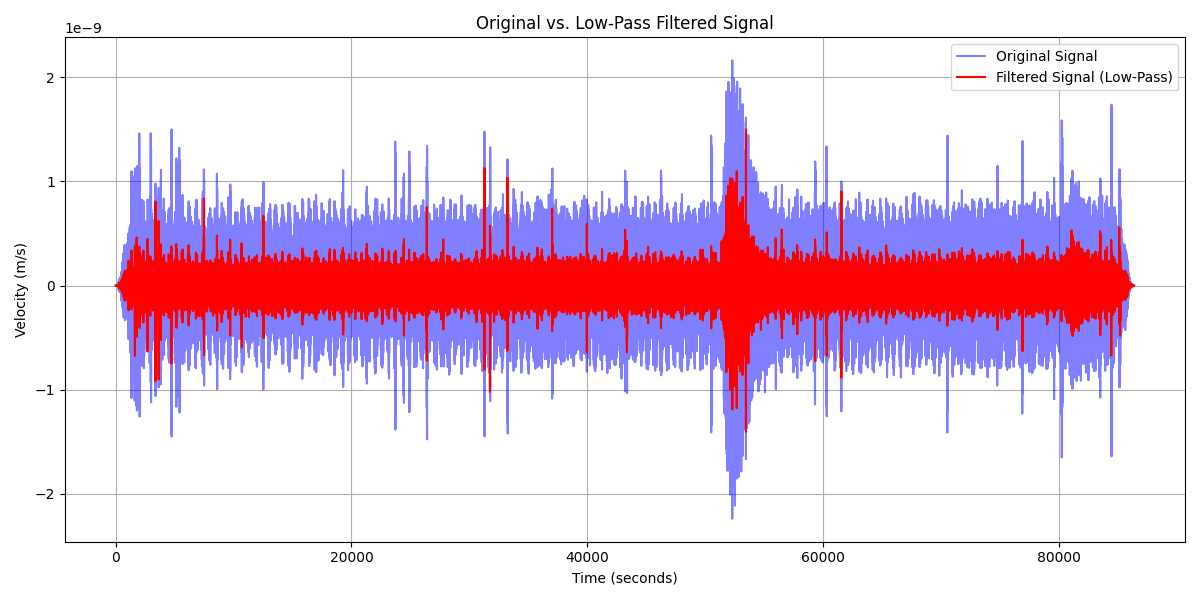 Original vs. Low-Pass Filtered Signal
1e−9
Original Signal
Filtered Signal (Low-Pass)
2
1
0
−1
−2
Velocity (m/s)
0 20000 40000 60000 80000
Time (seconds)